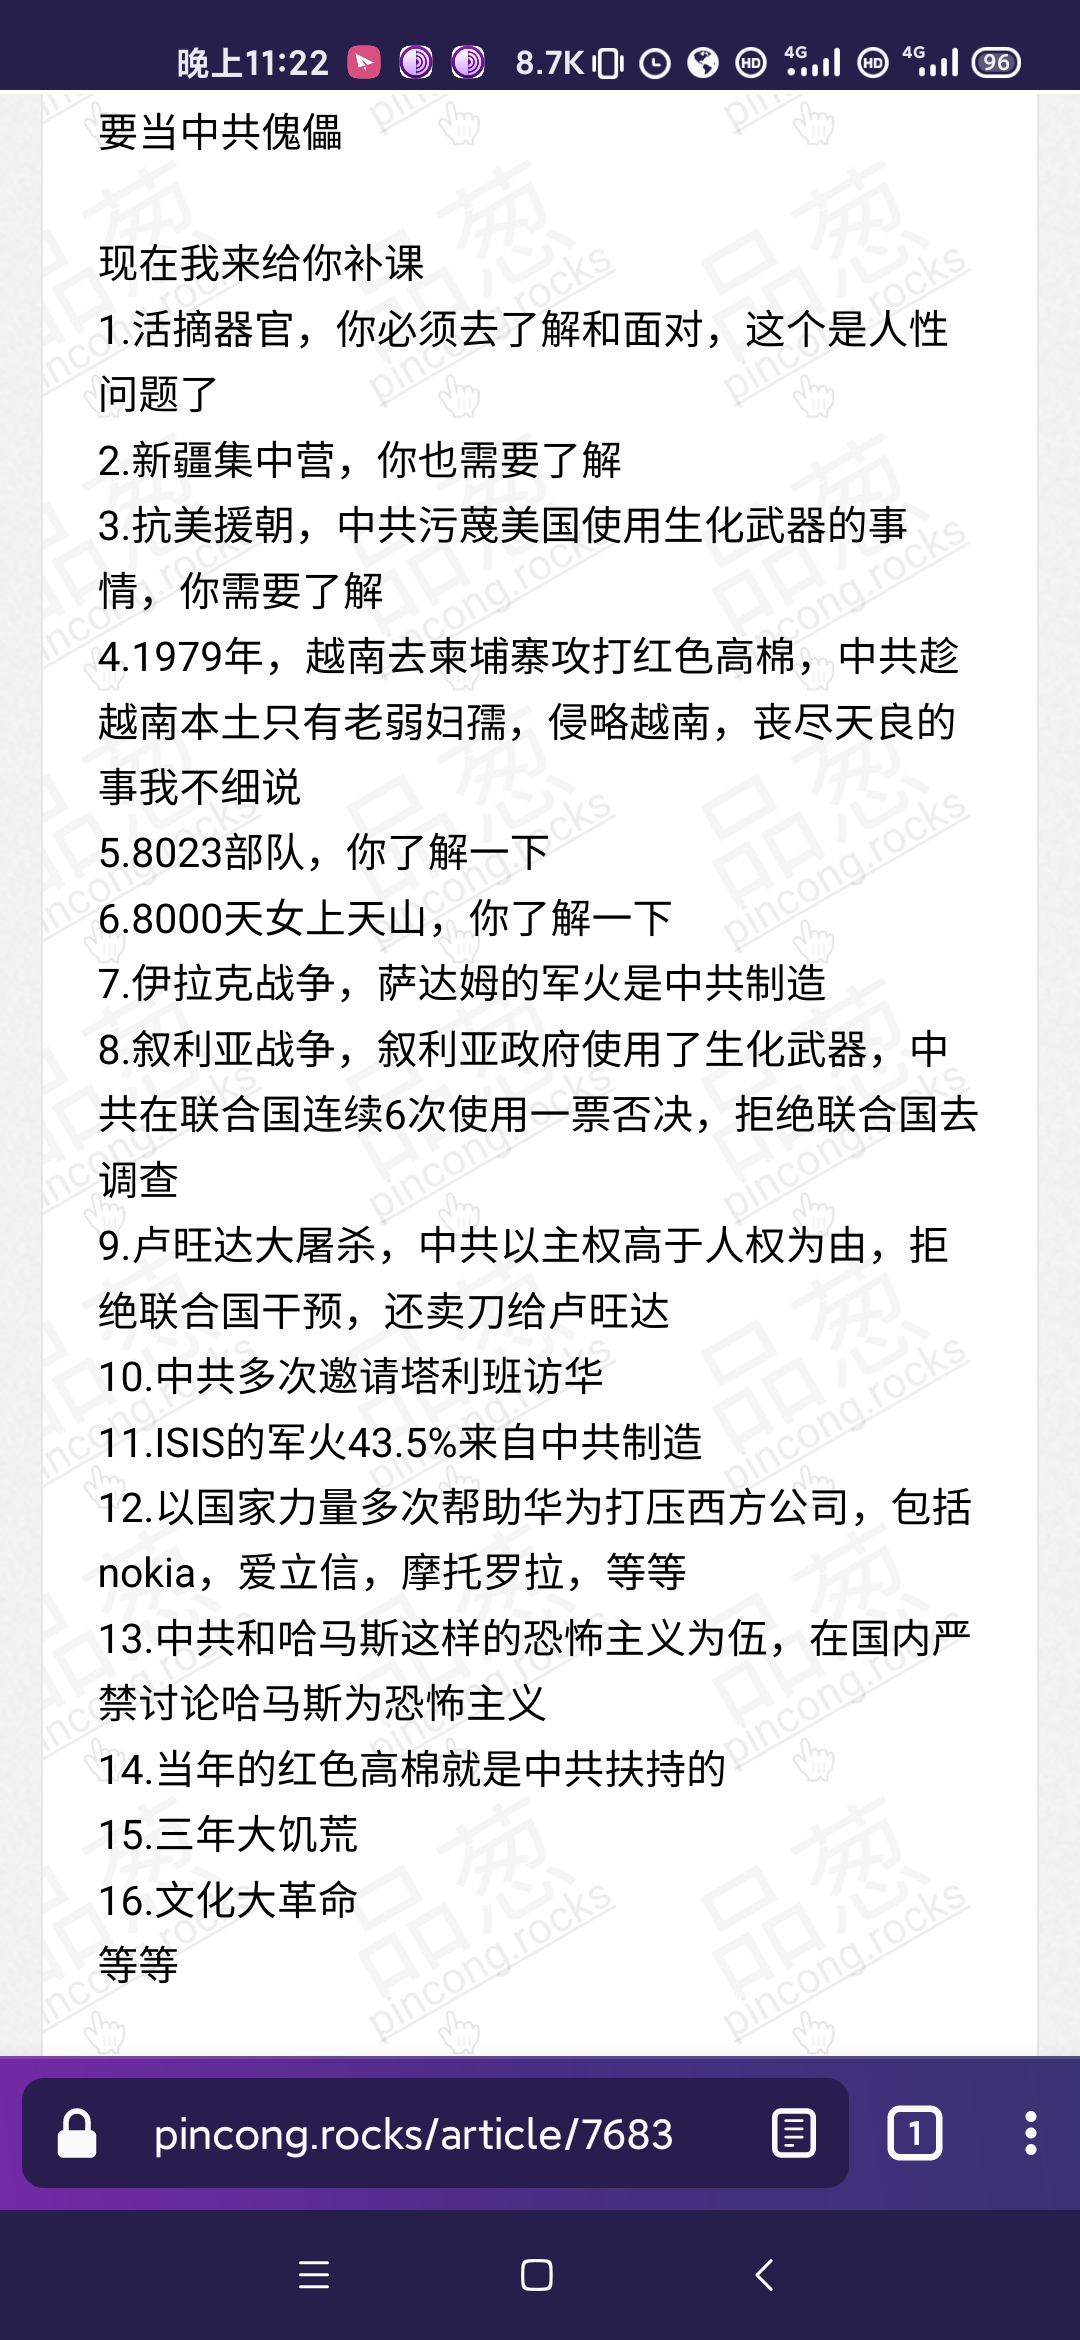 晚上11:22 8.7K HD 4G HD 4G 96
要当中共傀儡
现在我来给你补课
1.活摘器官，你必须去了解和面对，这个是人性
问题了
2.新疆集中营，你也需要了解
3.抗美援朝，中共污蔑美国使用生化武器的事
情，你需要了解
4.1979年，越南去柬埔寨攻打红色高棉，中共趁
越南本土只有老弱妇孺，侵略越南，丧尽天良的
事我不细说
5.8023部队，你了解一下
6.8000天女上天山，你了解一下
7.伊拉克战争，萨达姆的军火是中共制造
8.叙利亚战争，叙利亚政府使用了生化武器，中
共在联合国连续6次使用一票否决，拒绝联合国去
调查
9.卢旺达大屠杀，中共以主权高于人权为由，拒
绝联合国干预，还卖刀给卢旺达
10.中共多次邀请塔利班访华
11.ISIS的军火43.5%来自中共制造
12.以国家力量多次帮助华为打压西方公司，包括
nokia，爱立信，摩托罗拉，等等
13.中共和哈马斯这样的恐怖主义为伍，在国内严
禁讨论哈马斯为恐怖主义
14.当年的红色高棉就是中共扶持的
15.三年大饥荒
16.文化大革命
等等
品葱
pincong.rocks
pincong.rocks/article/7683
1